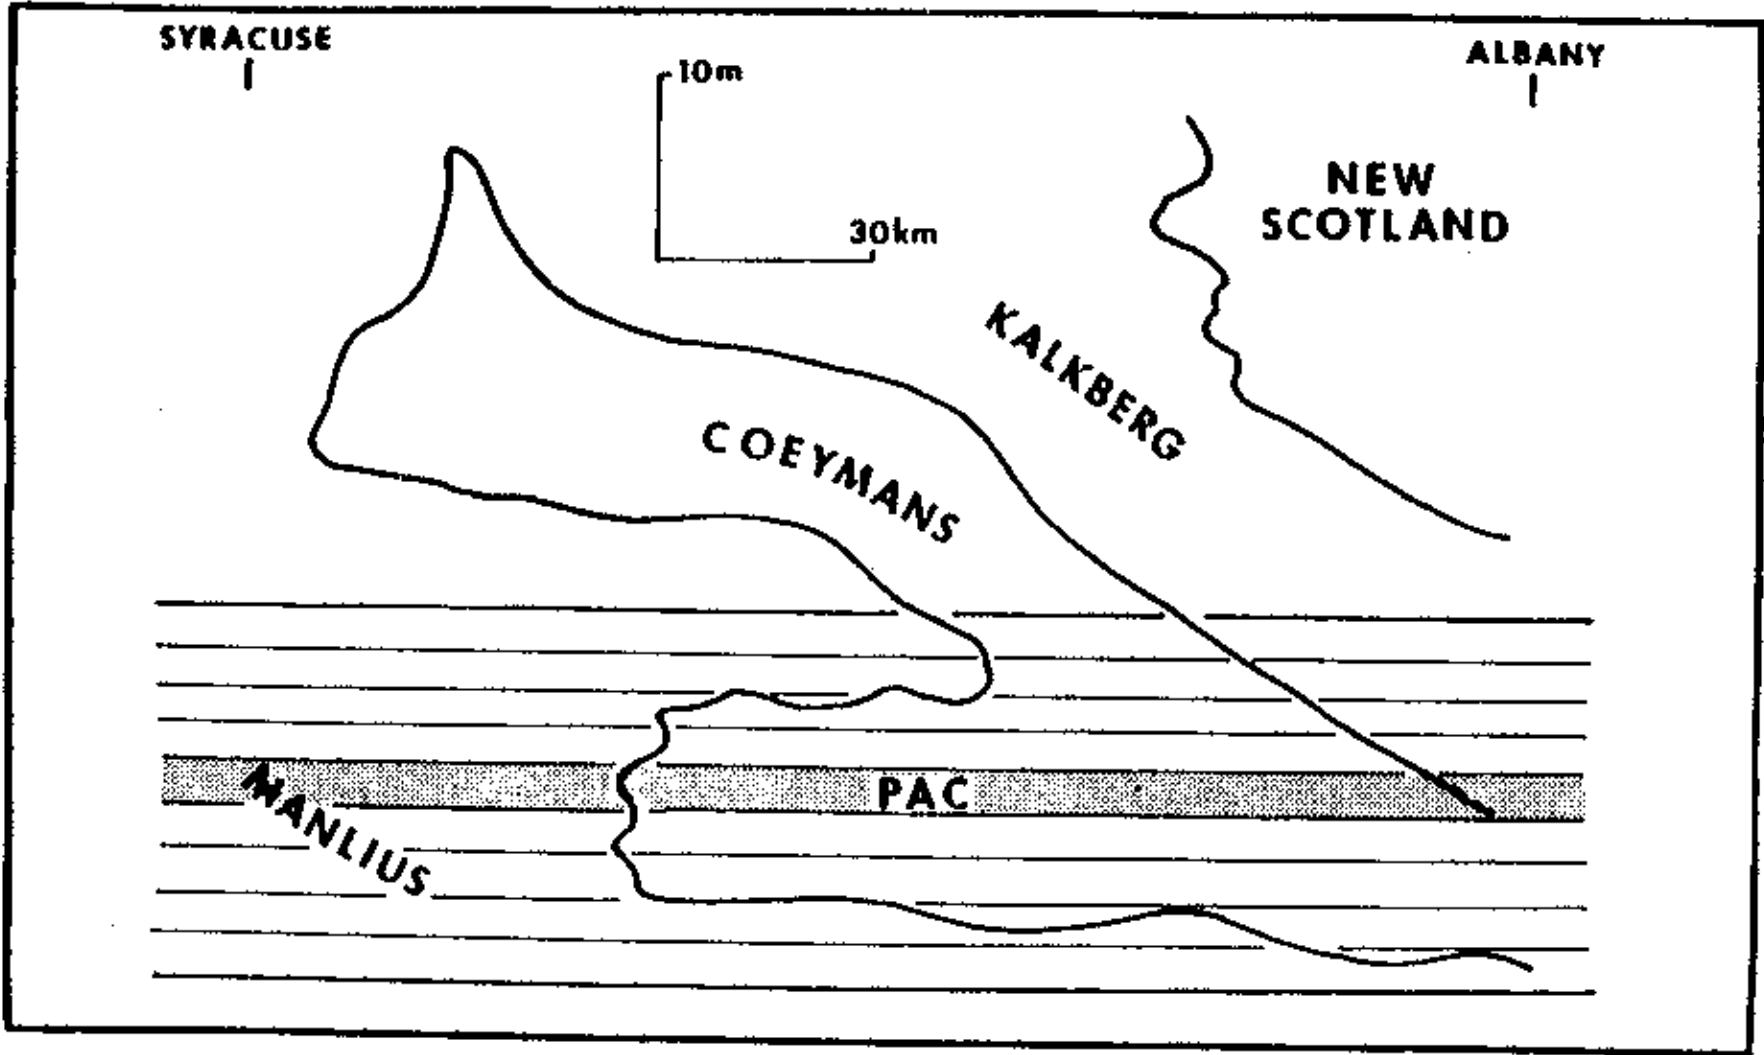 SYRACUSE
ALBANY
10m
30km
NEW
SCOTLAND
KALKBERG
COEYMANS
PAC
MANLIUS